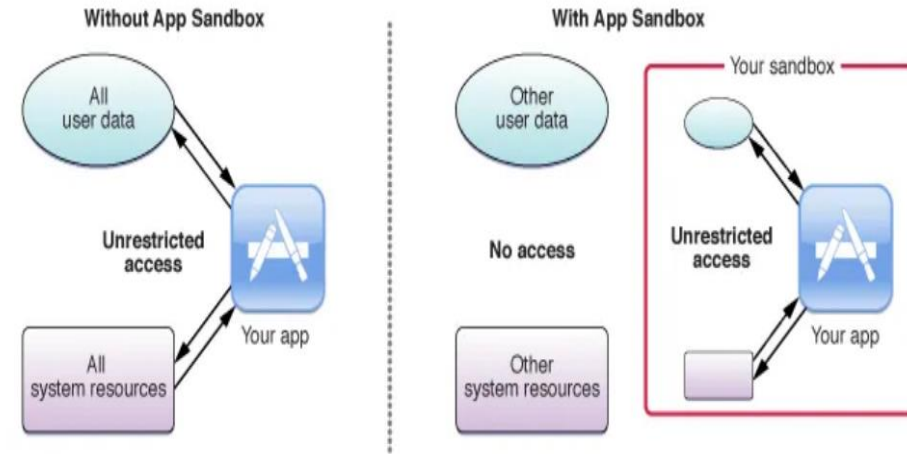 Without App Sandbox
All
user data
Unrestricted
access
Your app
All
system resources
With App Sandbox
Other
user data
Your sandbox
No access
Unrestricted
access
Your app
Other
system resources